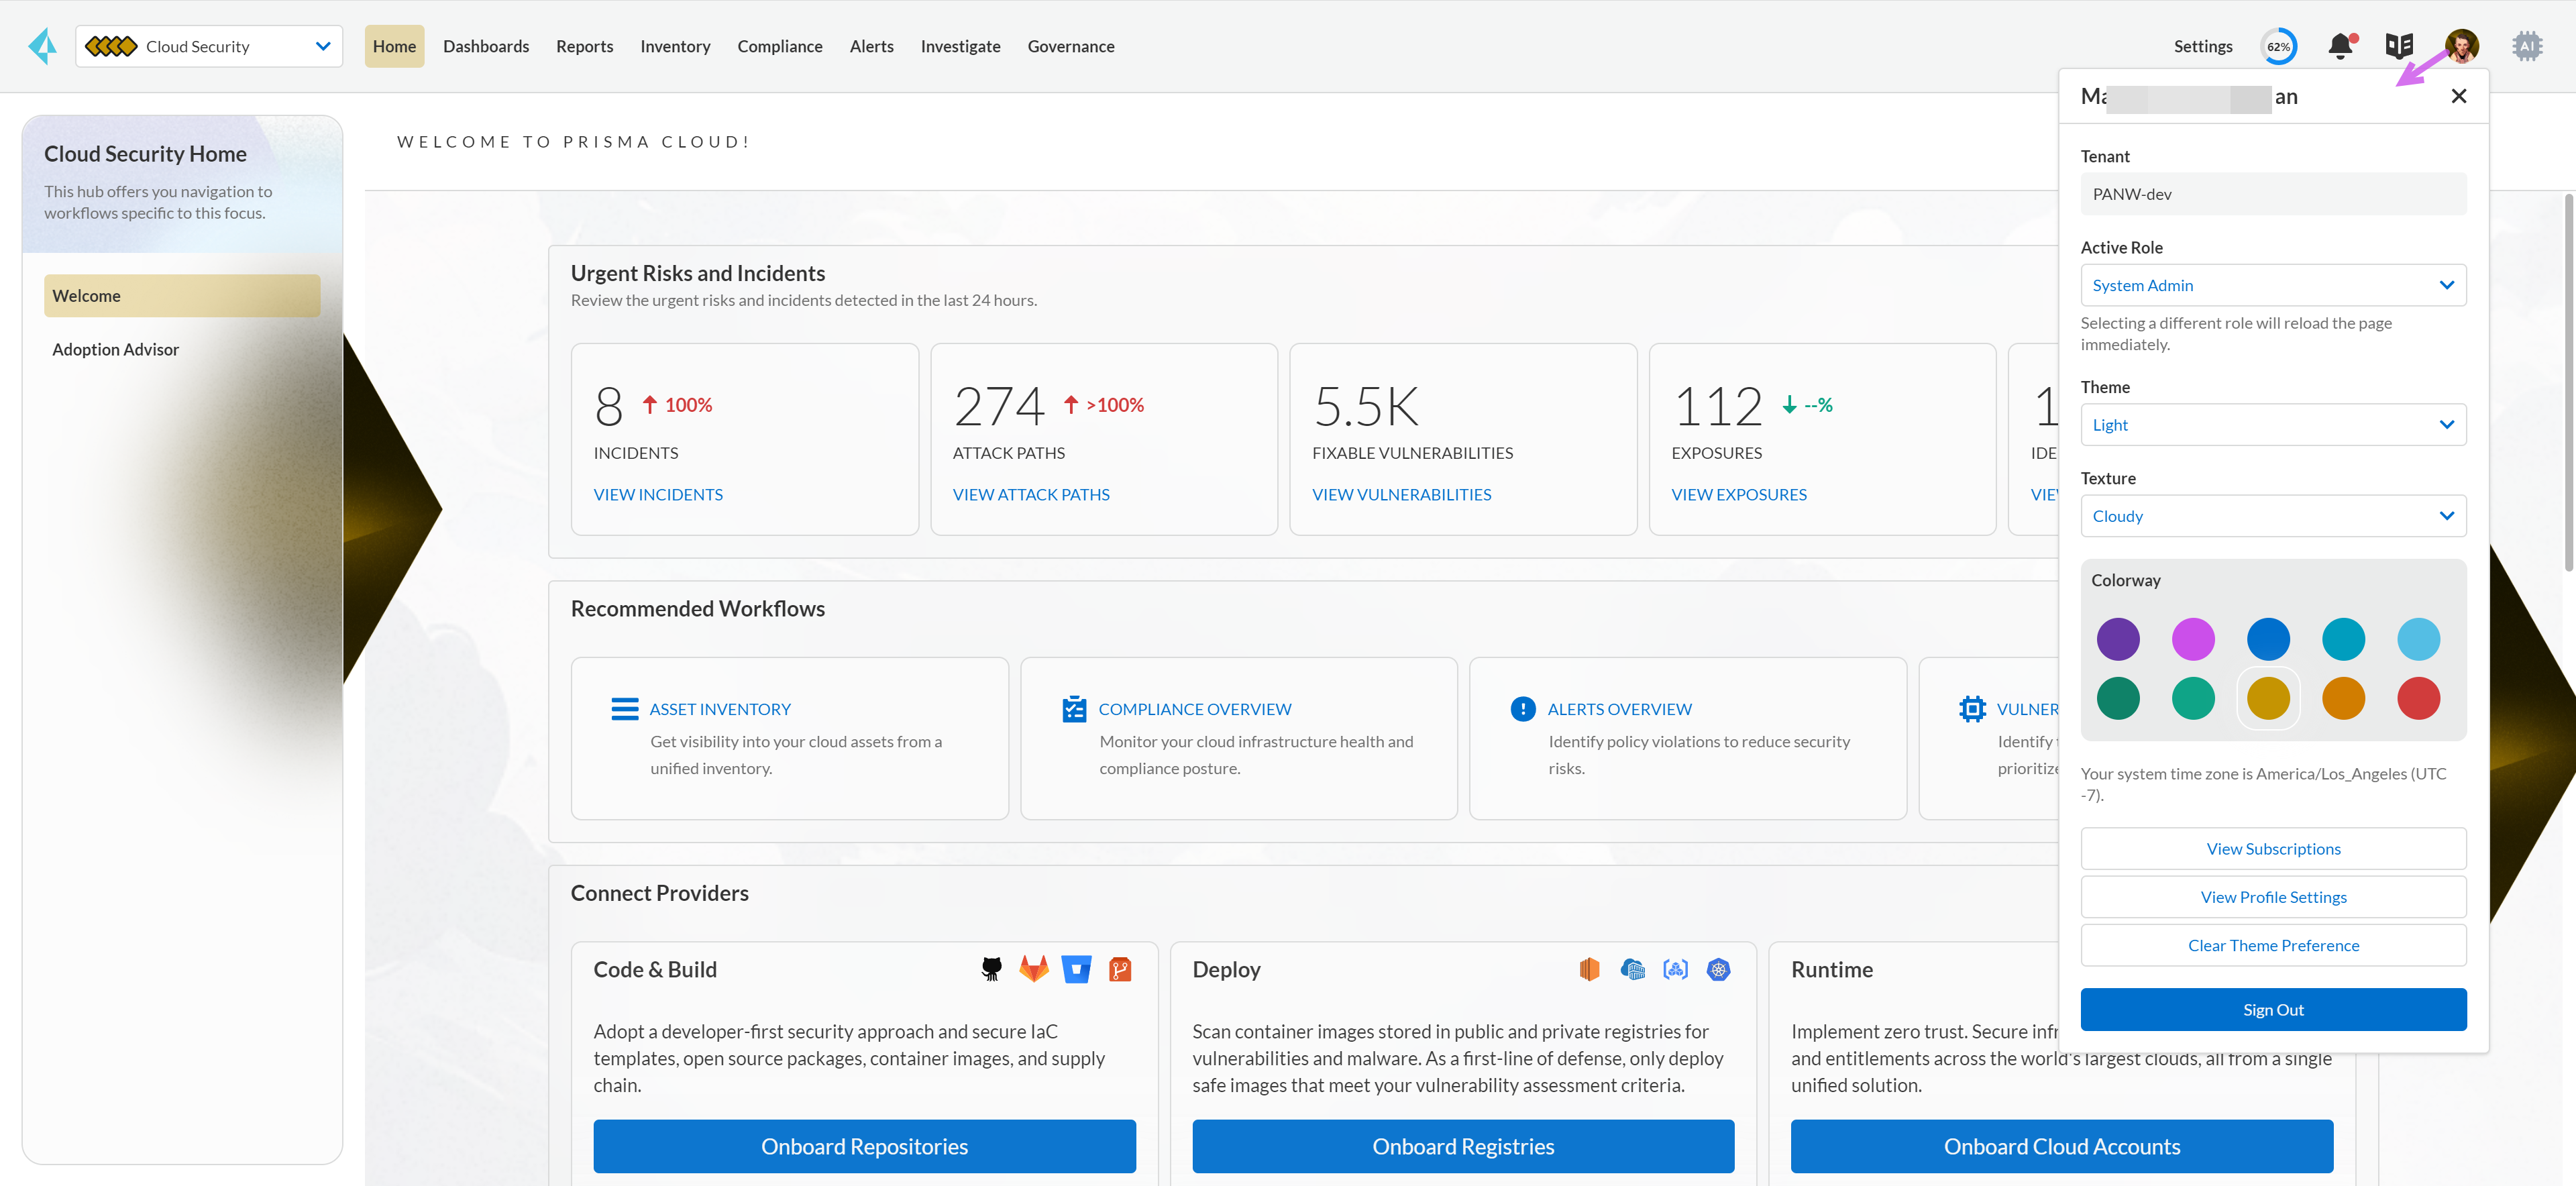 Cloud Security
Home
Dashboards
Reports
Inventory
Compliance
Alerts
Investigate
Governance
Settings
62%
AI
Cloud Security Home
This hub offers you navigation to
workflows specific to this focus.
Welcome
Adoption Advisor
WELCOME TO PRISMA CLOUD!
Urgent Risks and Incidents
Review the urgent risks and incidents detected in the last 24 hours.
8 100%
INCIDENTS
VIEW INCIDENTS
274 >100%
ATTACK PATHS
VIEW ATTACK PATHS
5.5K
FIXABLE VULNERABILITIES
VIEW VULNERABILITIES
112 --%
EXPOSURES
VIEW EXPOSURES
1
IDE
VIE
Recommended Workflows
ASSET INVENTORY
Get visibility into your cloud assets from a
unified inventory.
COMPLIANCE OVERVIEW
Monitor your cloud infrastructure health and
compliance posture.
ALERTS OVERVIEW
Identify policy violations to reduce security
risks.
VULNER
Identify
prioritize
Connect Providers
Code & Build
Adopt a developer-first security approach and secure IaC
templates, open source packages, container images, and supply
chain.
Onboard Repositories
Deploy
Scan container images stored in public and private registries for
vulnerabilities and malware. As a first-line of defense, only deploy
safe images that meet your vulnerability assessment criteria.
Onboard Registries
Runtime
Implement zero trust. Secure infr
and entitlements across the world's largest clouds, all from a single
unified solution.
Onboard Cloud Accounts
Ma an
Tenant
PANW-dev
Active Role
System Admin
Selecting a different role will reload the page
immediately.
Theme
Light
Texture
Cloudy
Colorway
Your system time zone is America/Los_Angeles (UTC
-7).
View Subscriptions
View Profile Settings
Clear Theme Preference
Sign Out